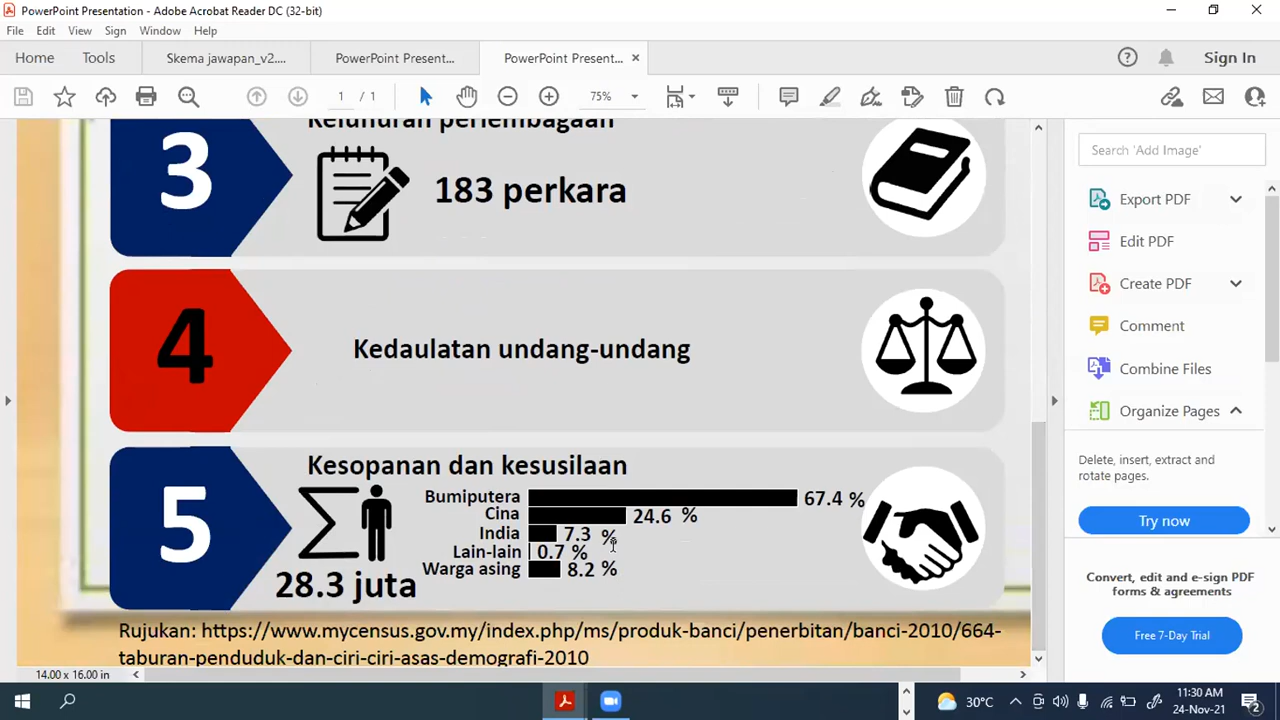 PowerPoint Presentation - Adobe Acrobat Reader DC (32-bit)
File Edit View Sign Window Help
Home Tools Skema jawapan_v2.... PowerPoint Present... PowerPoint Present... × Sign In
1 / 1 75%
Keluhuran perlembagaan
3
183 perkara
4
Kedaulatan undang-undang
5
Kesopanan dan kesusilaan
Bumiputera 67.4 %
Cina 24.6 %
India 7.3 %
Lain-lain 0.7 %
Warga asing 8.2 %
28.3 juta
Rujukan: https://www.mycensus.gov.my/index.php/ms/produk-banci/penerbitan/banci-2010/664-
taburan-penduduk-dan-ciri-ciri-asas-demografi-2010
14.00 x 16.00 in
Search 'Add Image'
Export PDF
Edit PDF
Create PDF
Comment
Combine Files
Organize Pages
Delete, insert, extract and
rotate pages.
Try now
Convert, edit and e-sign PDF
forms & agreements
Free 7-Day Trial
30°C
11:30 AM
24-Nov-21
2